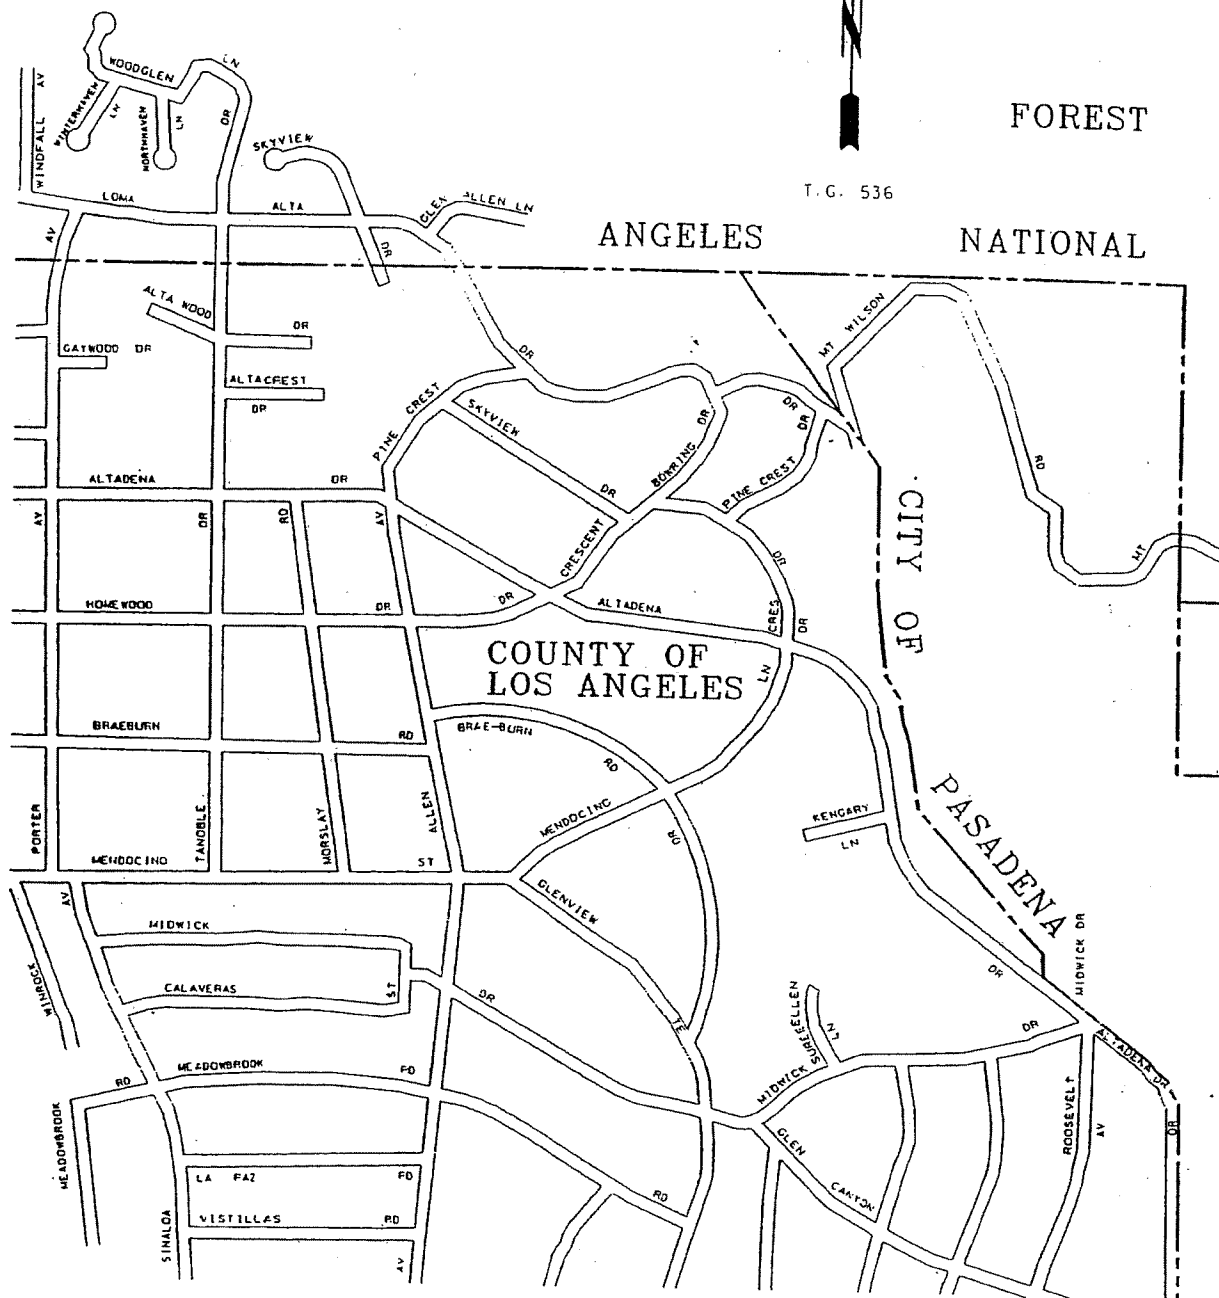 N
FOREST
T.G. 536
ANGELES NATIONAL
WOODGLEN LN
WINTERHAVEN LN
NORTHHAVEN LN
DR
WINDFALL AV
SKYVIEW
DR
LOMA ALTA
GLEN ALLEN LN
AV
DR
ALTA WOOD DR
GAYWOOD DR
ALTACREST
DR
PINE CREST
SKYVIEW DR
CRESCENT BOWRING DR
DR
PINE CREST DR
MT WILSON
RD
MT
ALTADENA DR
AV
DR
RD
AV
HOMEWOOD DR
DR
ALTADENA
DR
CRES
DR
LN
COUNTY OF
LOS ANGELES
CITY OF
PASADENA
BRAEBURN RD
BRAE-BURN
RD
PORTER
TANOBLE
MORSLAY
ALLEN
MENDOCINO ST
MENDOCINO
DR
KENGARY
LN
GLENVIEW
TE
AV
MIDWICK
CALAVERAS
ST
DR
WINROCK
MEADOWBROOK RD
RD
MEADOWBROOK
SUREFELLEN
LN
MIDWICK DR
DR
DR
MIDWICK
ALTADENA DR
DR
ROOSEVELT
AV
GLEN
CANYON
LA PAZ RD
VISTILLAS RD
RD
SINALOA
AV